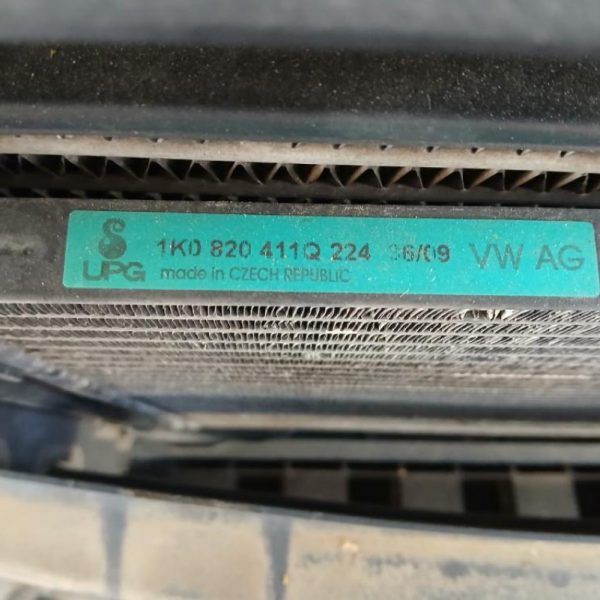 1K0 820 411Q 224 36/09 VW AG
UPG made in CZECH REPUBLIC